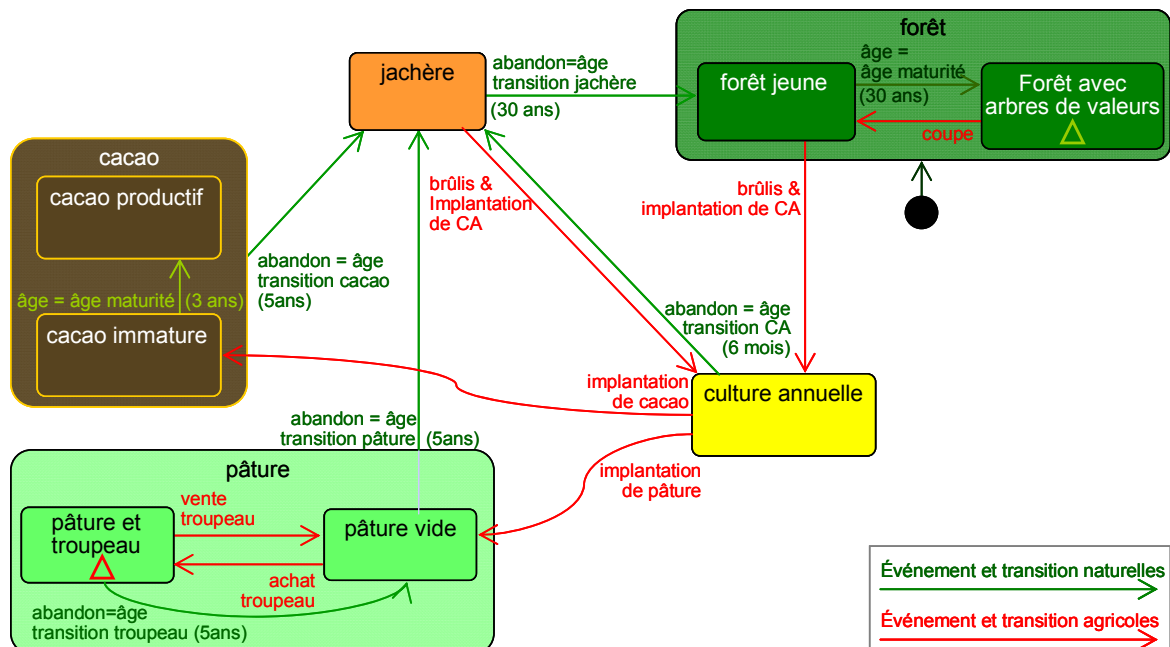 forêt
jachère
abandon=âge
transition jachère
(30 ans)
forêt jeune
âge =
âge maturité
(30 ans)
Forêt avec
arbres de valeurs
coupe
cacao
cacao productif
âge = âge maturité (3 ans)
cacao immature
abandon = âge
transition cacao
(5ans)
brûlis &
Implantation
de CA
brûlis &
implantation de CA
abandon = âge
transition CA
(6 mois)
implantation
de cacao
culture annuelle
abandon = âge
transition pâture (5ans)
implantation
de pâture
pâture
pâture et
troupeau
vente
troupeau
pâture vide
achat
troupeau
abandon=âge
transition troupeau (5ans)
Événement et transition naturelles
Événement et transition agricoles